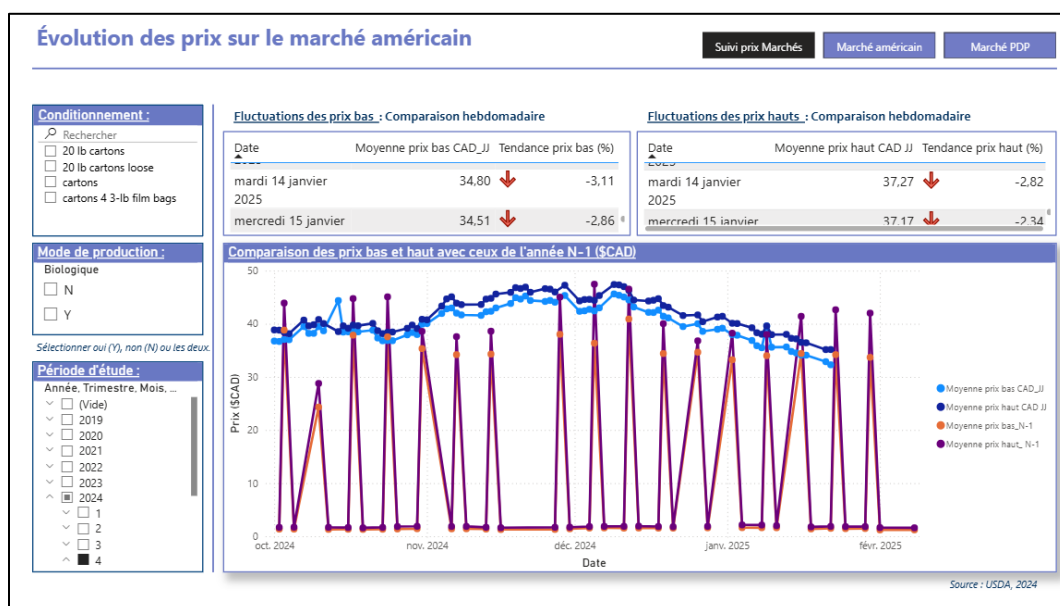 Évolution des prix sur le marché américain
Suivi prix Marchés
Marché américain
Marché PDP
Conditionnement :
Rechercher
20 lb cartons
20 lb cartons loose
cartons
cartons 4 3-lb film bags
Mode de production :
Biologique
N
Y
Sélectionner oui (Y), non (N) ou les deux.
Période d'étude :
Année, Trimestre, Mois, ...
(Vide)
2019
2020
2021
2022
2023
2024
1
2
3
4
Fluctuations des prix bas : Comparaison hebdomadaire
Date Moyenne prix bas CAD_JJ Tendance prix bas (%)
mardi 14 janvier 34,80 -3,11
2025
mercredi 15 janvier 34,51 -2,86
Fluctuations des prix hauts : Comparaison hebdomadaire
Date Moyenne prix haut CAD JJ Tendance prix haut (%)
mardi 14 janvier 37,27 -2,82
2025
mercredi 15 janvier 37,17 -2,34
Comparaison des prix bas et haut avec ceux de l'année N-1 ($CAD)
Prix ($CAD)
50
40
30
20
10
0
oct. 2024 nov. 2024 déc. 2024 janv. 2025 févr. 2025
Date
Moyenne prix bas CAD_JJ
Moyenne prix haut CAD JJ
Moyenne prix bas_N-1
Moyenne prix haut_ N-1
Source : USDA, 2024